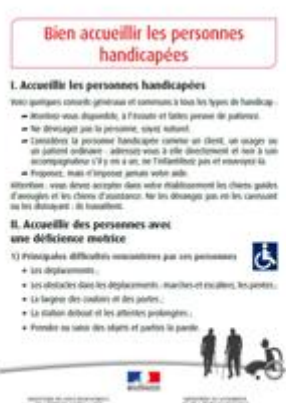 Bien accueillir les personnes
handicapées
I. Accueillir les personnes handicapées
Voici quelques conseils généraux et communs à tous les types de handicap :
Montrez-vous disponible, à l'écoute et faites preuve de patience.
Ne dévisagez pas la personne, soyez naturel.
Considérez la personne handicapée comme un client, un usager ou
un patient ordinaire : adressez-vous à elle directement et non à son
accompagnateur s'il y en a un, ne l'infantilisez pas et vouvoyez-la.
Proposez, mais n'imposez jamais votre aide.
Attention : vous devez accepter dans votre établissement les chiens guides
d'aveugles et les chiens d'assistance. Ne les dérangez pas en les caressant
ou les distrayant : ils travaillent.
II. Accueillir des personnes avec
une déficience motrice
1) Principales difficultés rencontrées par ces personnes
• Les déplacements ;
• Les obstacles dans les déplacements : marches et escaliers, les pentes ;
• La largeur des couloirs et des portes ;
• La station debout et les attentes prolongées ;
• Prendre ou saisir des objets et parfois la parole.